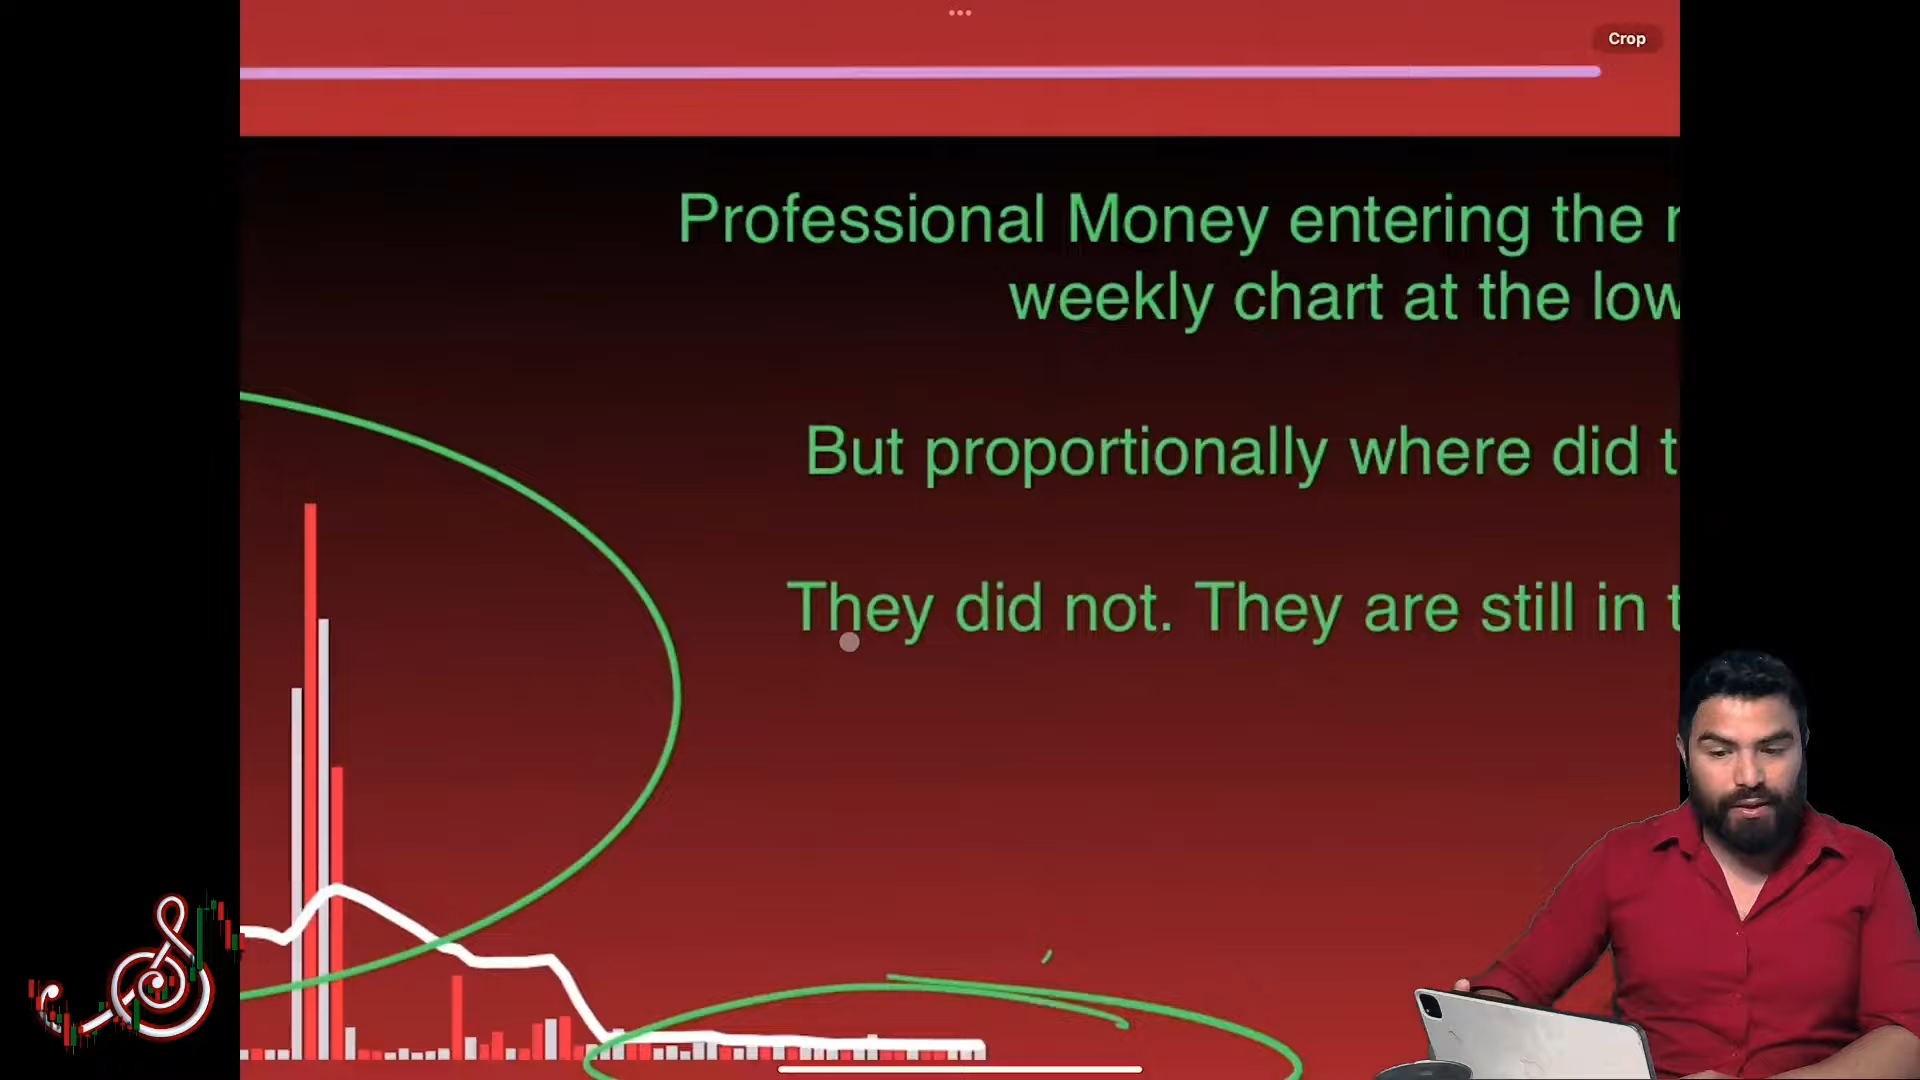 Crop
Professional Money entering the
weekly chart at the low
But proportionally where did t
They did not. They are still in t